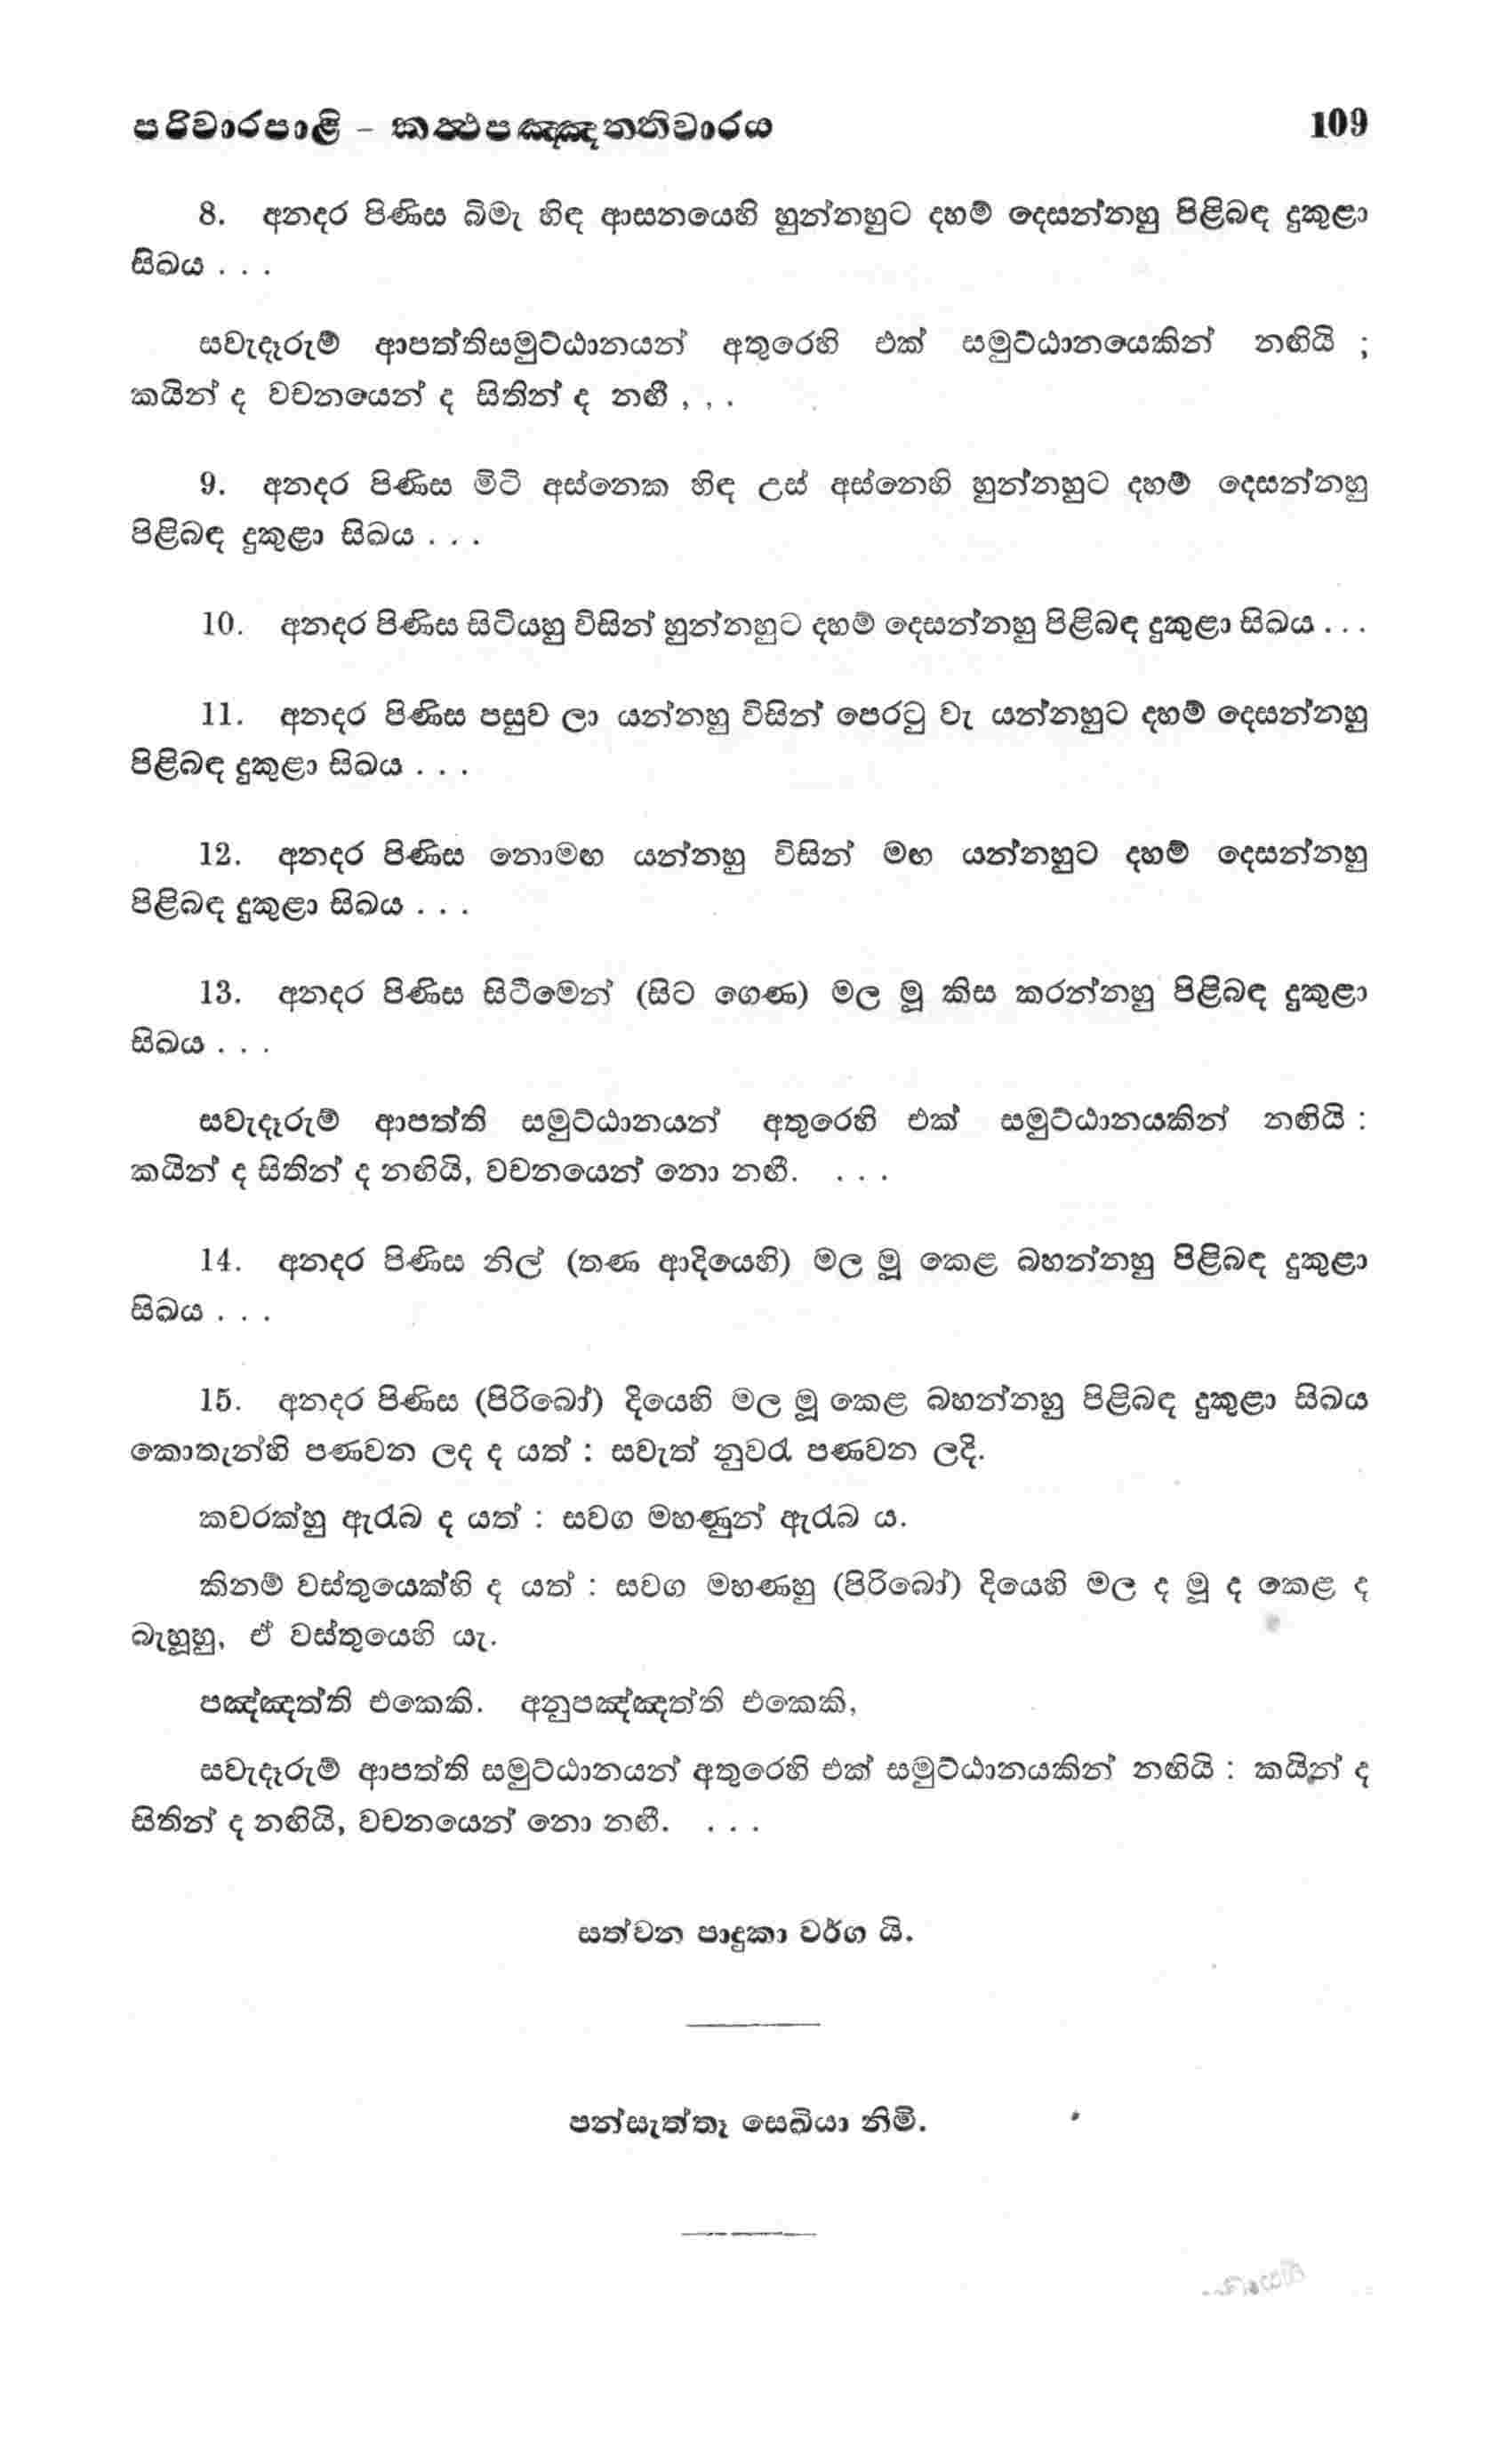 පරිවාරපාළි – කත්‍ථපඤ්ඤත්තිවාරය 109
8. අනදර පිණිස බිමැ හිඳ ආසනයෙහි හුන්නහුට දහම් දෙසන්නහු පිළිබඳ දුකුළා
සිඛය . . .
සවැදෑරුම් ආපත්තිසමුට්ඨානයන් අතුරෙහි එක් සමුට්ඨානයෙකින් නඟියි ;
කයින් ද වචනයෙන් ද සිතින් ද නඟී , . .
9. අනදර පිණිස මිටි අස්නෙක හිඳ උස් අස්නෙහි හුන්නහුට දහම් දෙසන්නහු
පිළිබඳ දුකුළා සිඛය . . .
10. අනදර පිණිස සිටියහු විසින් හුන්නහුට දහම් දෙසන්නහු පිළිබඳ දුකුළා සිඛය . . .
11. අනදර පිණිස පසුව ලා යන්නහු විසින් පෙරටු වැ යන්නහුට දහම් දෙසන්නහු
පිළිබඳ දුකුළා සිඛය . . .
12. අනදර පිණිස නොමඟ යන්නහු විසින් මඟ යන්නහුට දහම් දෙසන්නහු
පිළිබඳ දුකුළා සිඛය . . .
13. අනදර පිණිස සිටීමෙන් (සිට ගෙණ) මල මූ කිස කරන්නහු පිළිබඳ දුකුළා
සිඛය . . .
සවැදෑරුම් ආපත්ති සමුට්ඨානයන් අතුරෙහි එක් සමුට්ඨානයකින් නඟියි :
කයින් ද සිතින් ද නඟියි, වචනයෙන් නො නඟී. . . .
14. අනදර පිණිස නිල් (තණ ආදියෙහි) මල මූ කෙළ බහන්නහු පිළිබඳ දුකුළා
සිඛය . . .
15. අනදර පිණිස (පිරිබෝ) දියෙහි මල මූ කෙළ බහන්නහු පිළිබඳ දුකුළා සිඛය
කොතැන්හි පණවන ලද ද යත් : සවැත් නුවර පණවන ලදි.
කවරක්හු ඇරැබ ද යත් : සවග මහණුන් ඇරැබ ය.
කිනම් වස්තුයෙක්හි ද යත් : සවග මහණහු (පිරිබෝ) දියෙහි මල ද මූ ද කෙළ ද
බැහූහු, ඒ වස්තුයෙහි යැ.
පඤ්ඤත්ති එකෙකි. අනුපඤ්ඤත්ති එකෙකි,
සවැදෑරුම් ආපත්ති සමුට්ඨානයන් අතුරෙහි එක් සමුට්ඨානයකින් නඟියි : කයින් ද
සිතින් ද නඟියි, වචනයෙන් නො නඟී. . . .
සත්වන පාදුකා වර්ග යි.
පන්සැත්තෑ සෙඛියා නිමි.